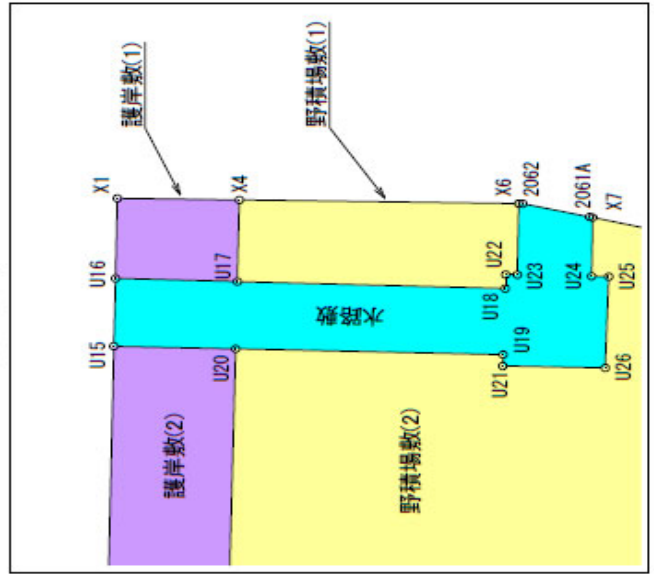 護岸敷(1)
野積場敷(1)
X1
X4
X6
2062
2061A
X7
U16
U17
U22
U23
U24
U25
U18
水路敷
U15
U20
U19
U21
U26
護岸敷(2)
野積場敷(2)